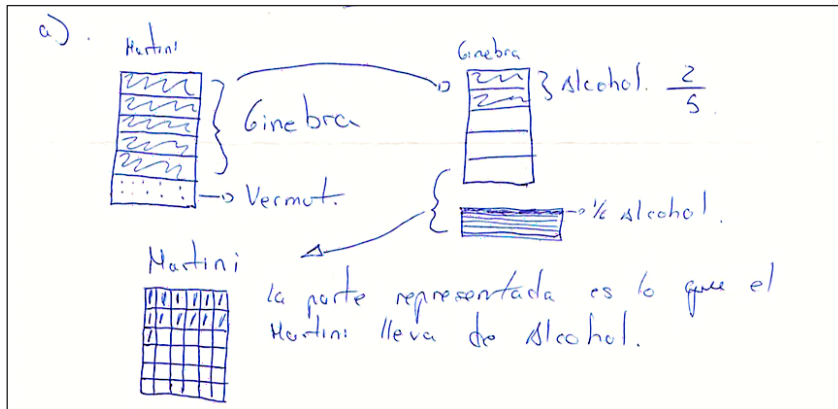 a).
Martini
Ginebra
Alcohol. 2/5
Ginebra
Vermut.
1/6 Alcohol.
Martini
la parte representada es lo que el
Martini lleva de Alcohol.